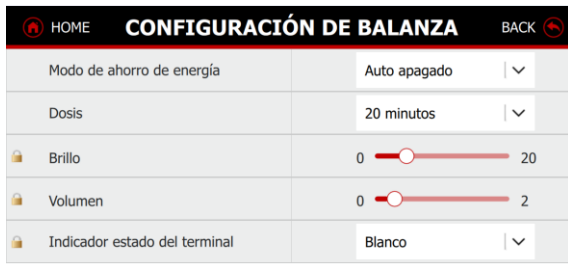 HOME CONFIGURACIÓN DE BALANZA BACK
Modo de ahorro de energía Auto apagado
Dosis 20 minutos
Brillo 0 20
Volumen 0 2
Indicador estado del terminal Blanco